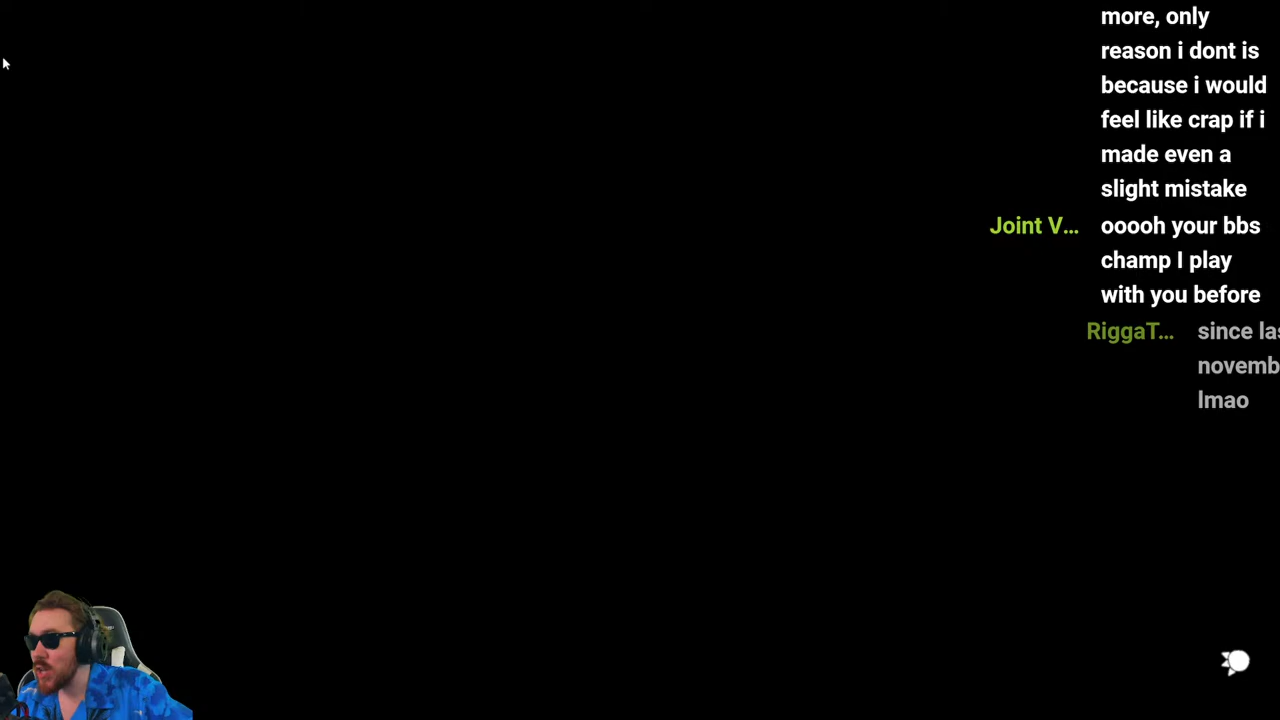 more, only
reason i dont is
because i would
feel like crap if i
made even a
slight mistake
Joint V... ooooh your bbs
champ I play
with you before
RiggaT... since las
novemb
lmao